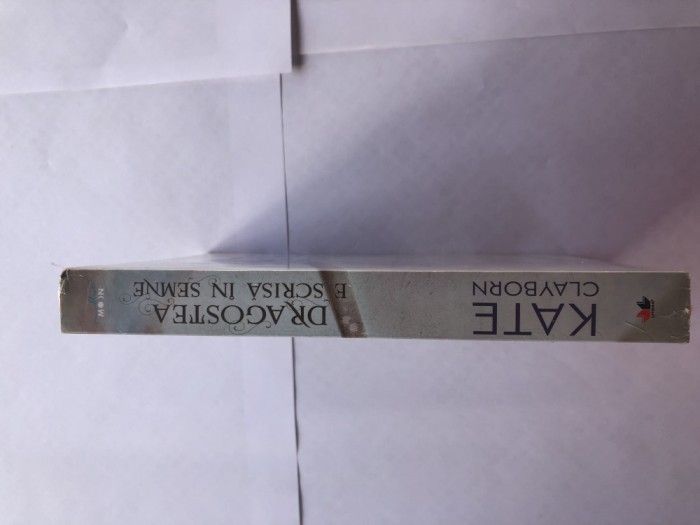 KATE
CLAYBORN
DRAGOSTEA
E SCRISĂ ÎN SEMNE